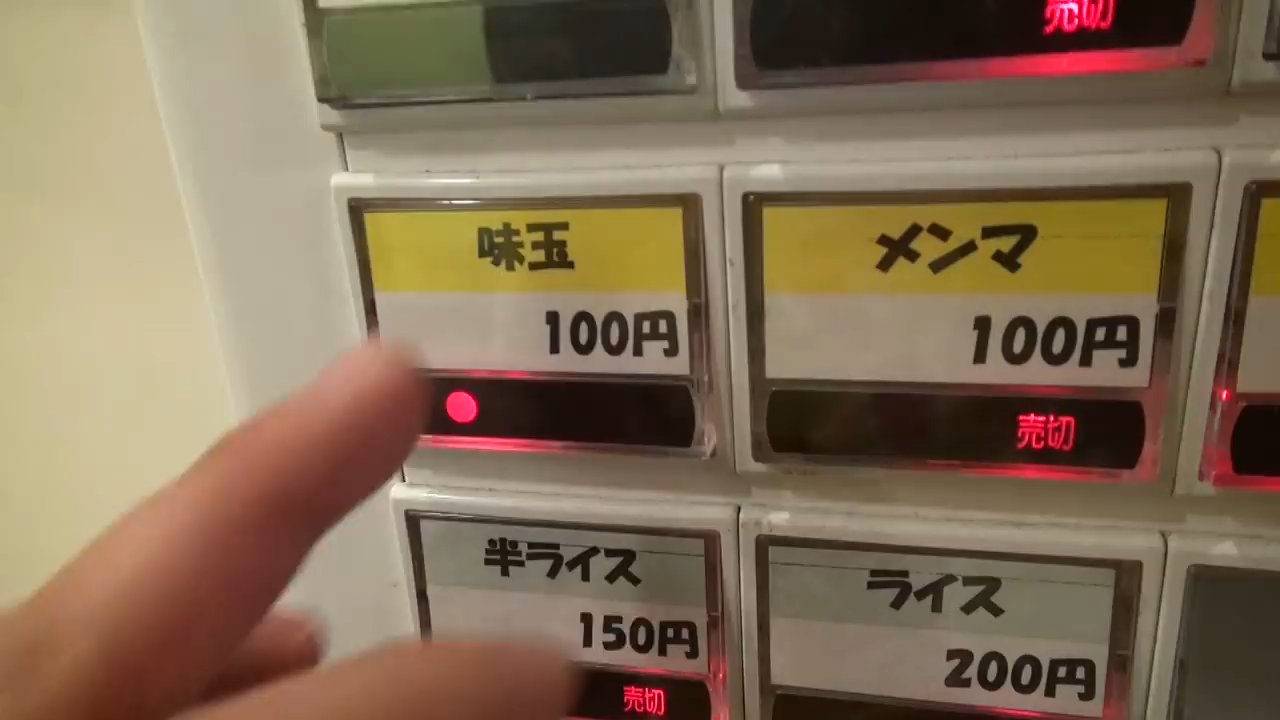 売切
味玉
100円
メンマ
100円
売切
半ライス
150円
売切
ライス
200円